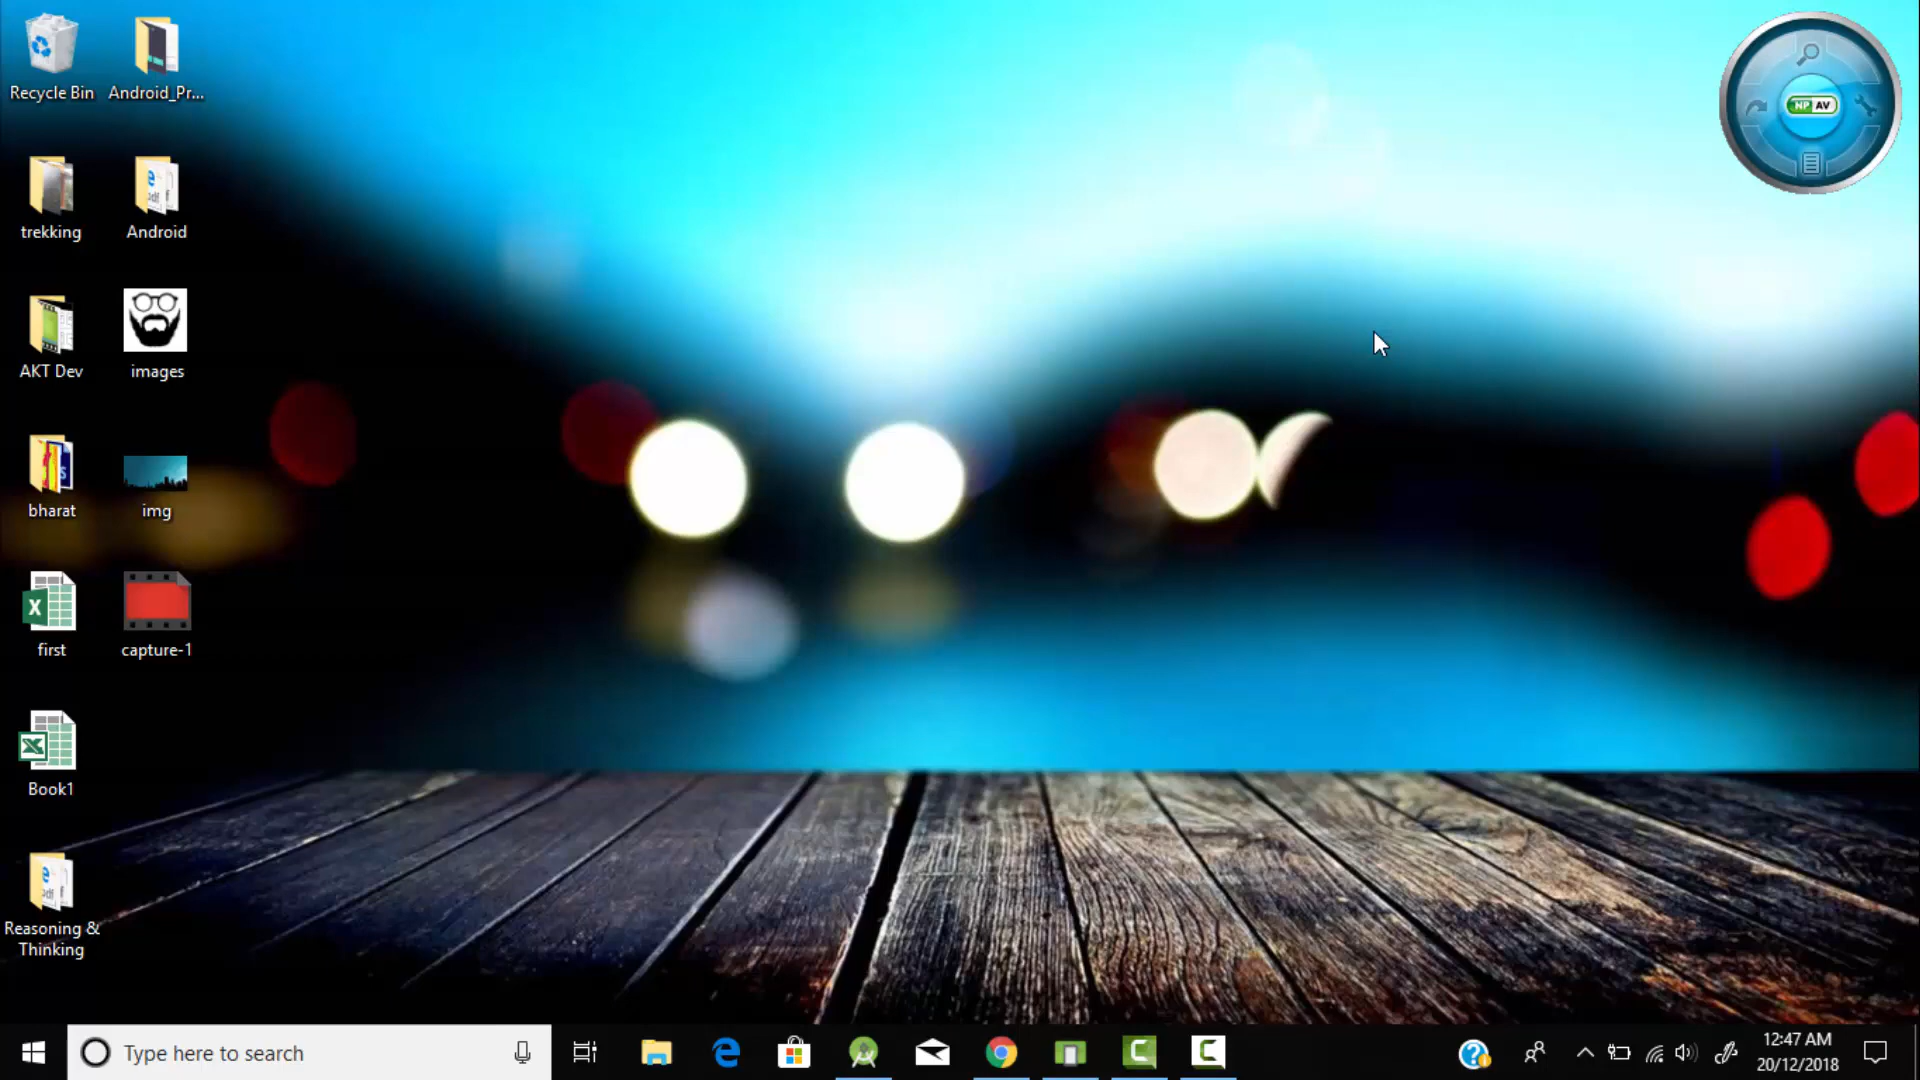 Recycle Bin
Android_Pr...
trekking
Android
AKT Dev
images
bharat
img
first
capture-1
Book1
Reasoning &
Thinking
NP AV
Type here to search
12:47 AM
20/12/2018